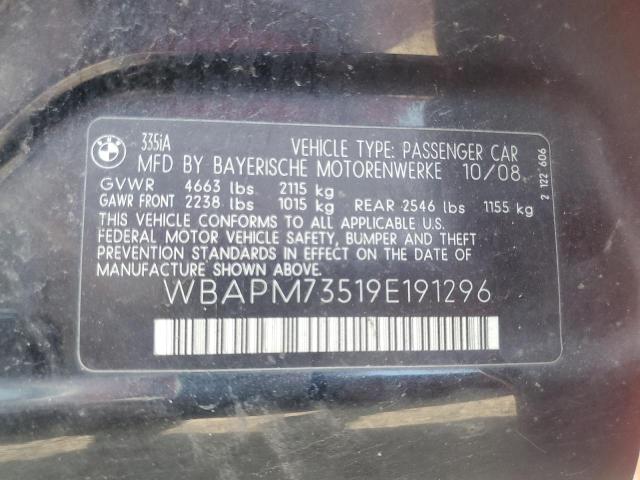 BMW
335iA
VEHICLE TYPE: PASSENGER CAR
MFD BY BAYERISCHE MOTORENWERKE 10/08
GVWR 4663 lbs 2115 kg
GAWR FRONT 2238 lbs 1015 kg REAR 2546 lbs 1155 kg
THIS VEHICLE CONFORMS TO ALL APPLICABLE U.S.
FEDERAL MOTOR VEHICLE SAFETY, BUMPER AND THEFT
PREVENTION STANDARDS IN EFFECT ON THE DATE OF
MANUFACTURE SHOWN ABOVE.
WBAPM73519E191296
2 122 606